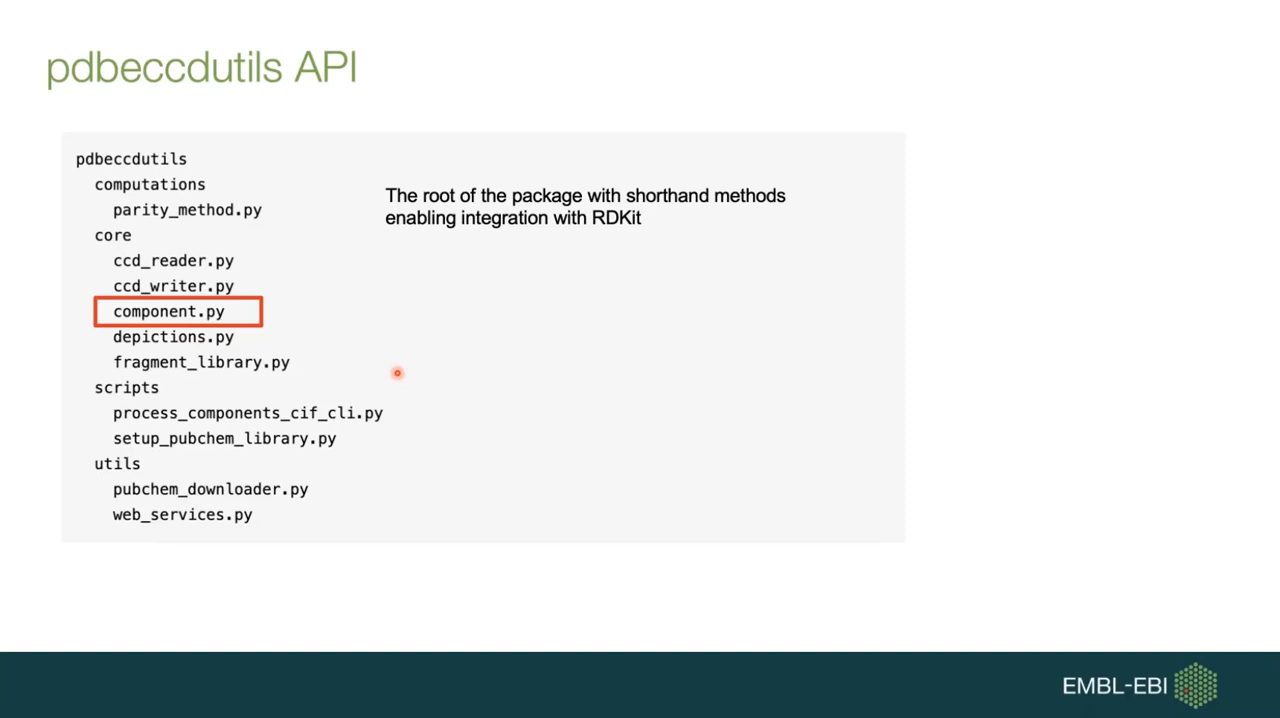 pdbeccdutils API
pdbeccdutils
computations
parity_method.py
core
ccd_reader.py
ccd_writer.py
component.py
depictions.py
fragment_library.py
scripts
process_components_cif_cli.py
setup_pubchem_library.py
utils
pubchem_downloader.py
web_services.py
The root of the package with shorthand methods
enabling integration with RDKit
EMBL-EBI